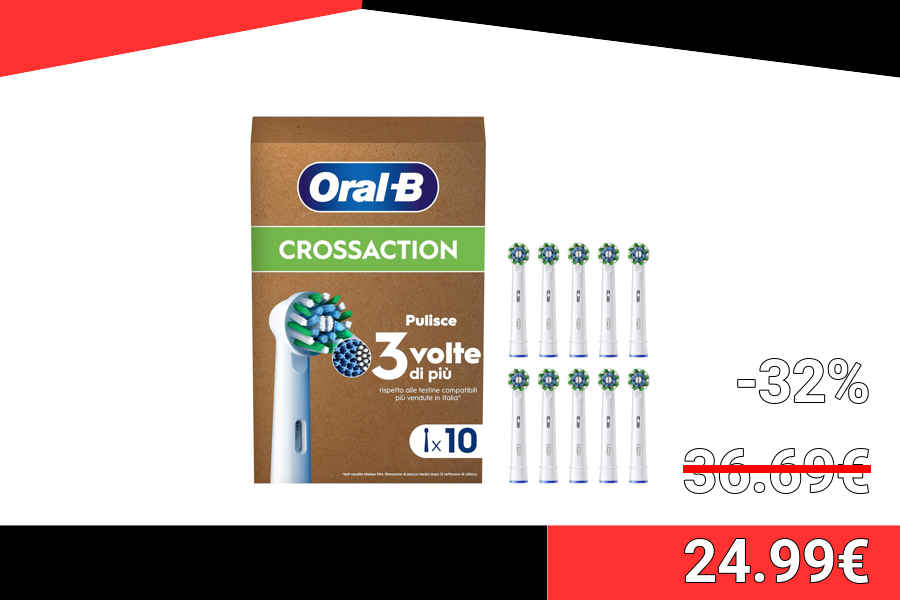 Oral-B
CROSSACTION
Pulisce
3 volte
di più
rispetto alle testine compatibili
più vendute in Italia*
x10
-32%
36.69€
24.99€